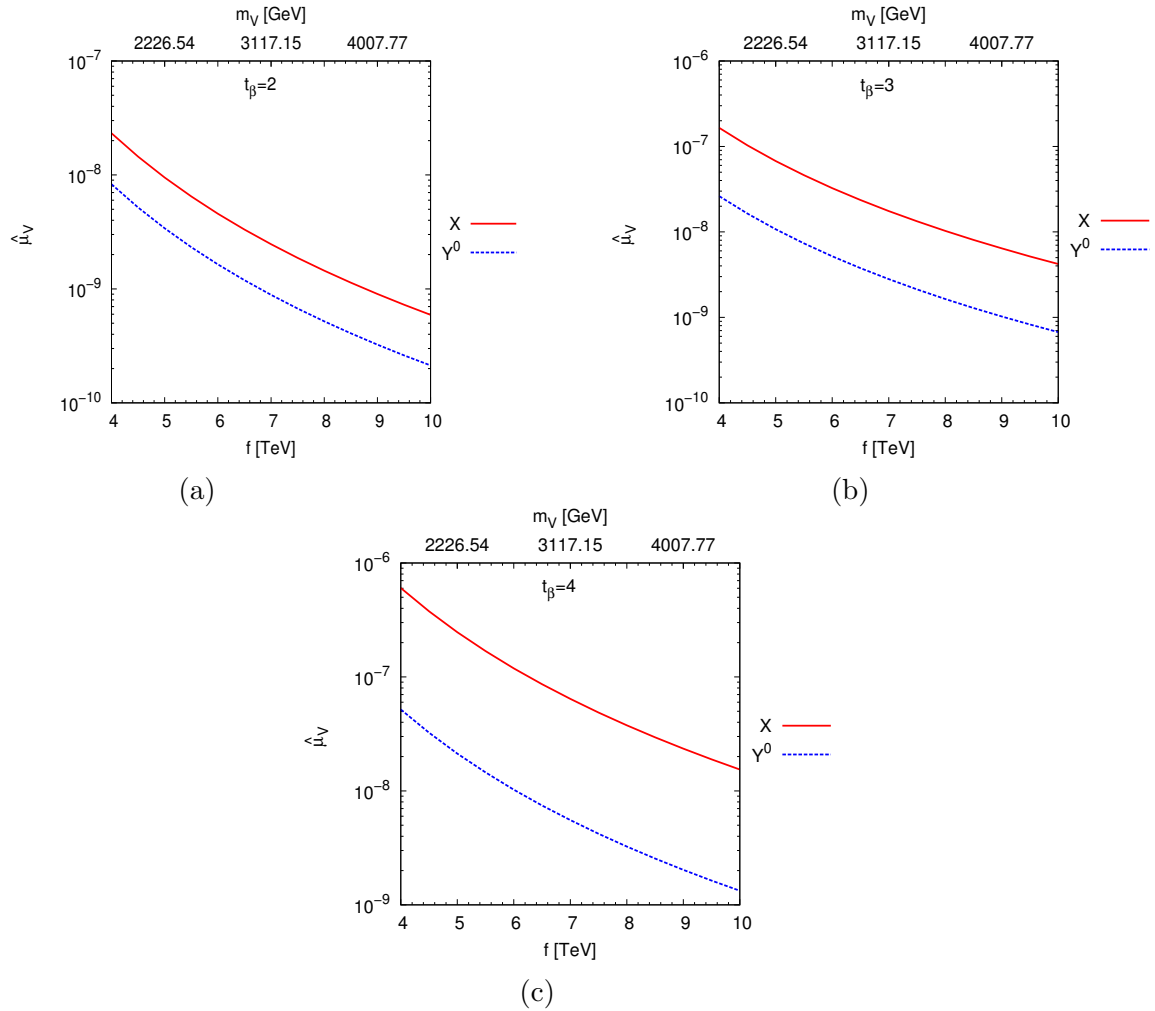 m_V [GeV]
2226.54 3117.15 4007.77
t_β=2
10^-7
10^-8
10^-9
10^-10
μ̂_V
X
Y^0
4 5 6 7 8 9 10
f [TeV]
(a)
m_V [GeV]
2226.54 3117.15 4007.77
t_β=3
10^-6
10^-7
10^-8
10^-9
10^-10
μ̂_V
X
Y^0
4 5 6 7 8 9 10
f [TeV]
(b)
m_V [GeV]
2226.54 3117.15 4007.77
t_β=4
10^-6
10^-7
10^-8
10^-9
μ̂_V
X
Y^0
4 5 6 7 8 9 10
f [TeV]
(c)